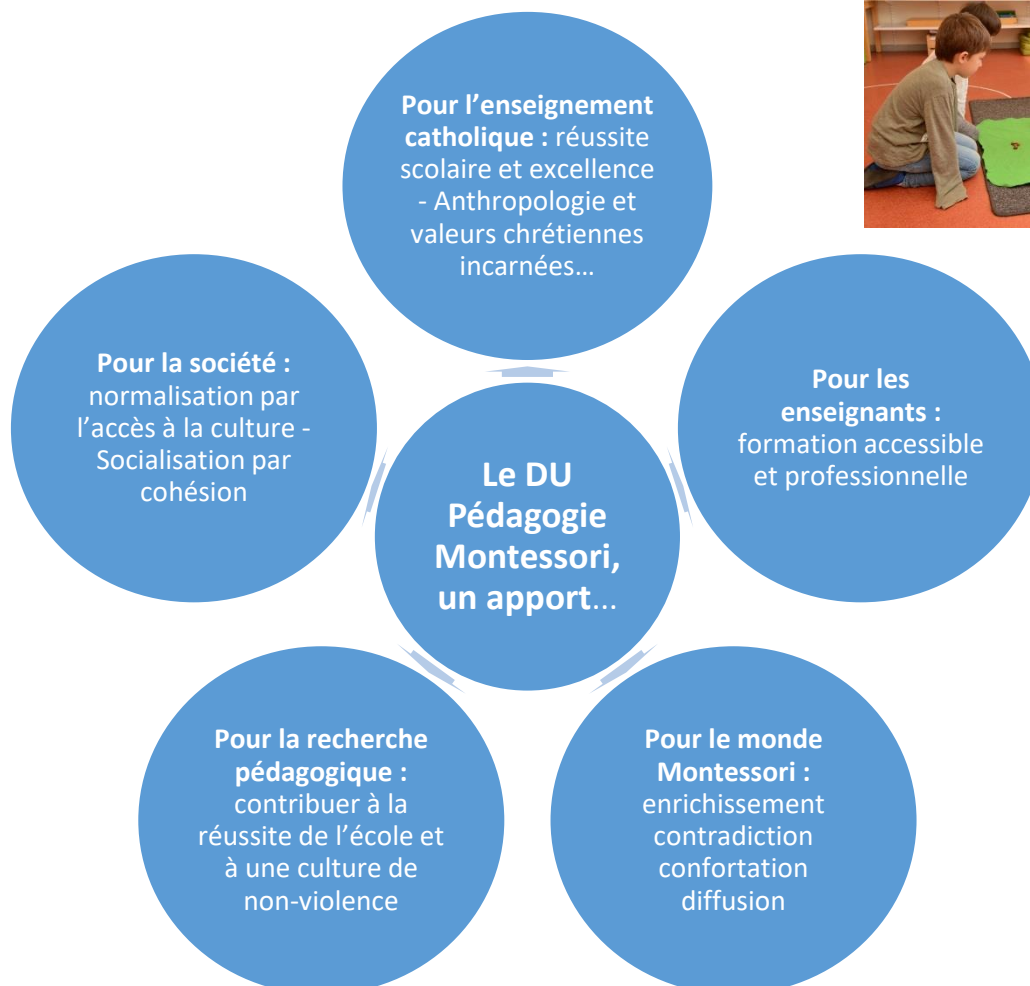 Pour l’enseignement
catholique : réussite
scolaire et excellence
- Anthropologie et
valeurs chrétiennes
incarnées…
Pour la société :
normalisation par
l’accès à la culture -
Socialisation par
cohésion
Pour les
enseignants :
formation accessible
et professionnelle
Le DU
Pédagogie
Montessori,
un apport…
Pour la recherche
pédagogique :
contribuer à la
réussite de l’école et
à une culture de
non-violence
Pour le monde
Montessori :
enrichissement
contradiction
confortation
diffusion